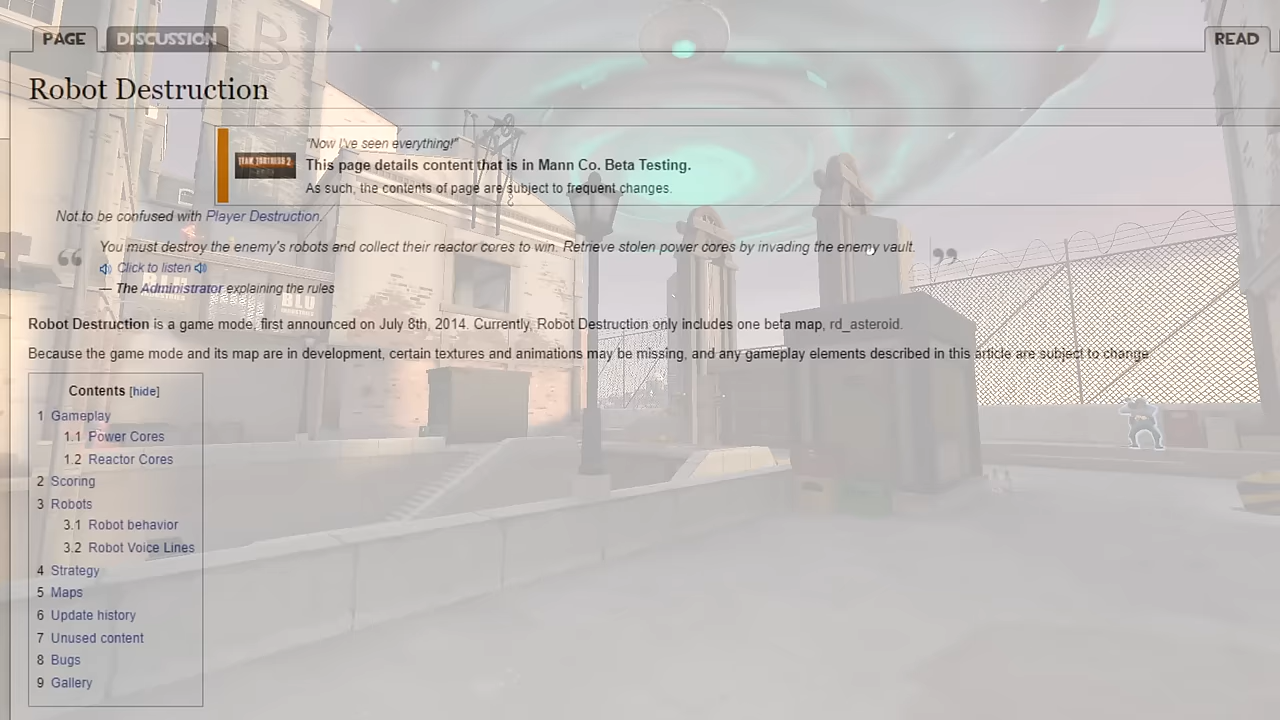 PAGE DISCUSSION READ
Robot Destruction
"Now I've seen everything!"
TEAM FORTRESS 2
This page details content that is in Mann Co. Beta Testing.
As such, the contents of page are subject to frequent changes.
Not to be confused with Player Destruction.
“ You must destroy the enemy's robots and collect their reactor cores to win. Retrieve stolen power cores by invading the enemy vault. ”
Click to listen
— The Administrator explaining the rules
BLU
INDUSTRIES
BLU
Robot Destruction is a game mode, first announced on July 8th, 2014. Currently, Robot Destruction only includes one beta map, rd_asteroid.
Because the game mode and its map are in development, certain textures and animations may be missing, and any gameplay elements described in this article are subject to change
Contents [hide]
1 Gameplay
1.1 Power Cores
1.2 Reactor Cores
2 Scoring
3 Robots
3.1 Robot behavior
3.2 Robot Voice Lines
4 Strategy
5 Maps
6 Update history
7 Unused content
8 Bugs
9 Gallery
B